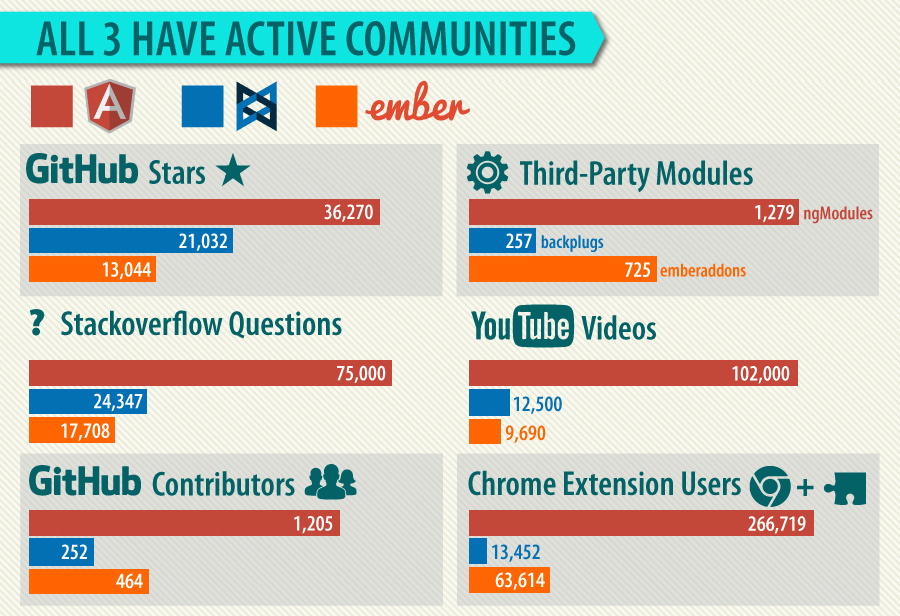 ALL 3 HAVE ACTIVE COMMUNITIES
A
ember
GitHub Stars
36,270
21,032
13,044
Third-Party Modules
1,279 ngModules
257 backplugs
725 emberaddons
? Stackoverflow Questions
75,000
24,347
17,708
YouTube Videos
102,000
12,500
9,690
GitHub Contributors
1,205
252
464
Chrome Extension Users +
266,719
13,452
63,614